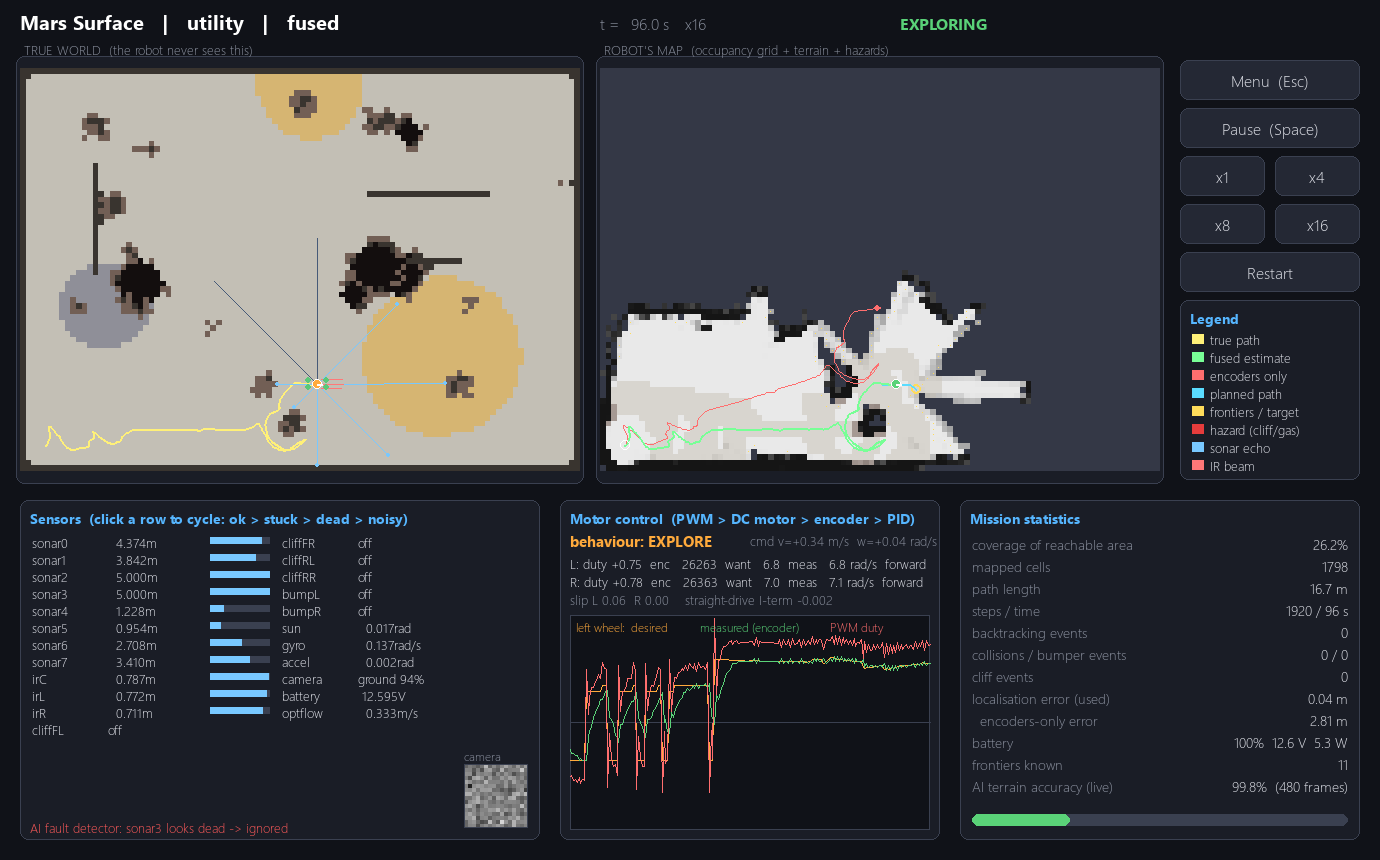 Mars Surface | utility | fused
t = 96.0 s x16
EXPLORING
TRUE WORLD (the robot never sees this)
ROBOT'S MAP (occupancy grid + terrain + hazards)
Menu (Esc)
Pause (Space)
x1 x4
x8 x16
Restart
Legend
true path
fused estimate
encoders only
planned path
frontiers / target
hazard (cliff/gas)
sonar echo
IR beam
Sensors (click a row to cycle: ok > stuck > dead > noisy)
sonar0 4.374m cliffFR off
sonar1 3.842m cliffRL off
sonar2 5.000m cliffRR off
sonar3 5.000m bumpL off
sonar4 1.228m bumpR off
sonar5 0.954m sun 0.017rad
sonar6 2.708m gyro 0.137rad/s
sonar7 3.410m accel 0.002rad
irC 0.787m camera ground 94%
irL 0.772m battery 12.595V
irR 0.711m optflow 0.333m/s
cliffFL off
camera
AI fault detector: sonar3 looks dead -> ignored
Motor control (PWM > DC motor > encoder > PID)
behaviour: EXPLORE cmd v=+0.34 m/s w=+0.04 rad/s
L: duty +0.75 enc 26263 want 6.8 meas 6.8 rad/s forward
R: duty +0.78 enc 26363 want 7.0 meas 7.1 rad/s forward
slip L 0.06 R 0.00 straight-drive I-term -0.002
left wheel: desired measured (encoder) PWM duty
Mission statistics
coverage of reachable area 26.2%
mapped cells 1798
path length 16.7 m
steps / time 1920 / 96 s
backtracking events 0
collisions / bumper events 0 / 0
cliff events 0
localisation error (used) 0.04 m
encoders-only error 2.81 m
battery 100% 12.6 V 5.3 W
frontiers known 11
AI terrain accuracy (live) 99.8% (480 frames)